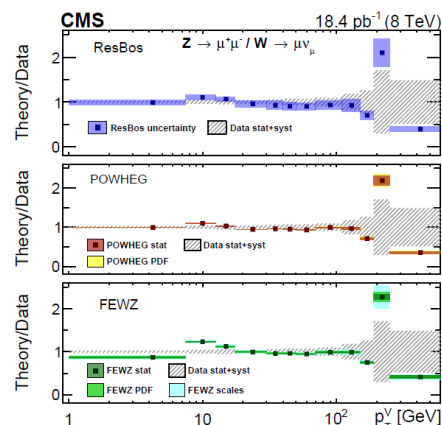 CMS 18.4 pb⁻¹ (8 TeV)
ResBos Z → μ⁺μ⁻ / W → μν_μ
Theory/Data
2
1
0
ResBos uncertainty Data stat+syst
POWHEG
Theory/Data
2
1
0
POWHEG stat Data stat+syst
POWHEG PDF
FEWZ
Theory/Data
2
1
0
FEWZ stat Data stat+syst
FEWZ PDF FEWZ scales
1 10 10² p_T^V [GeV]